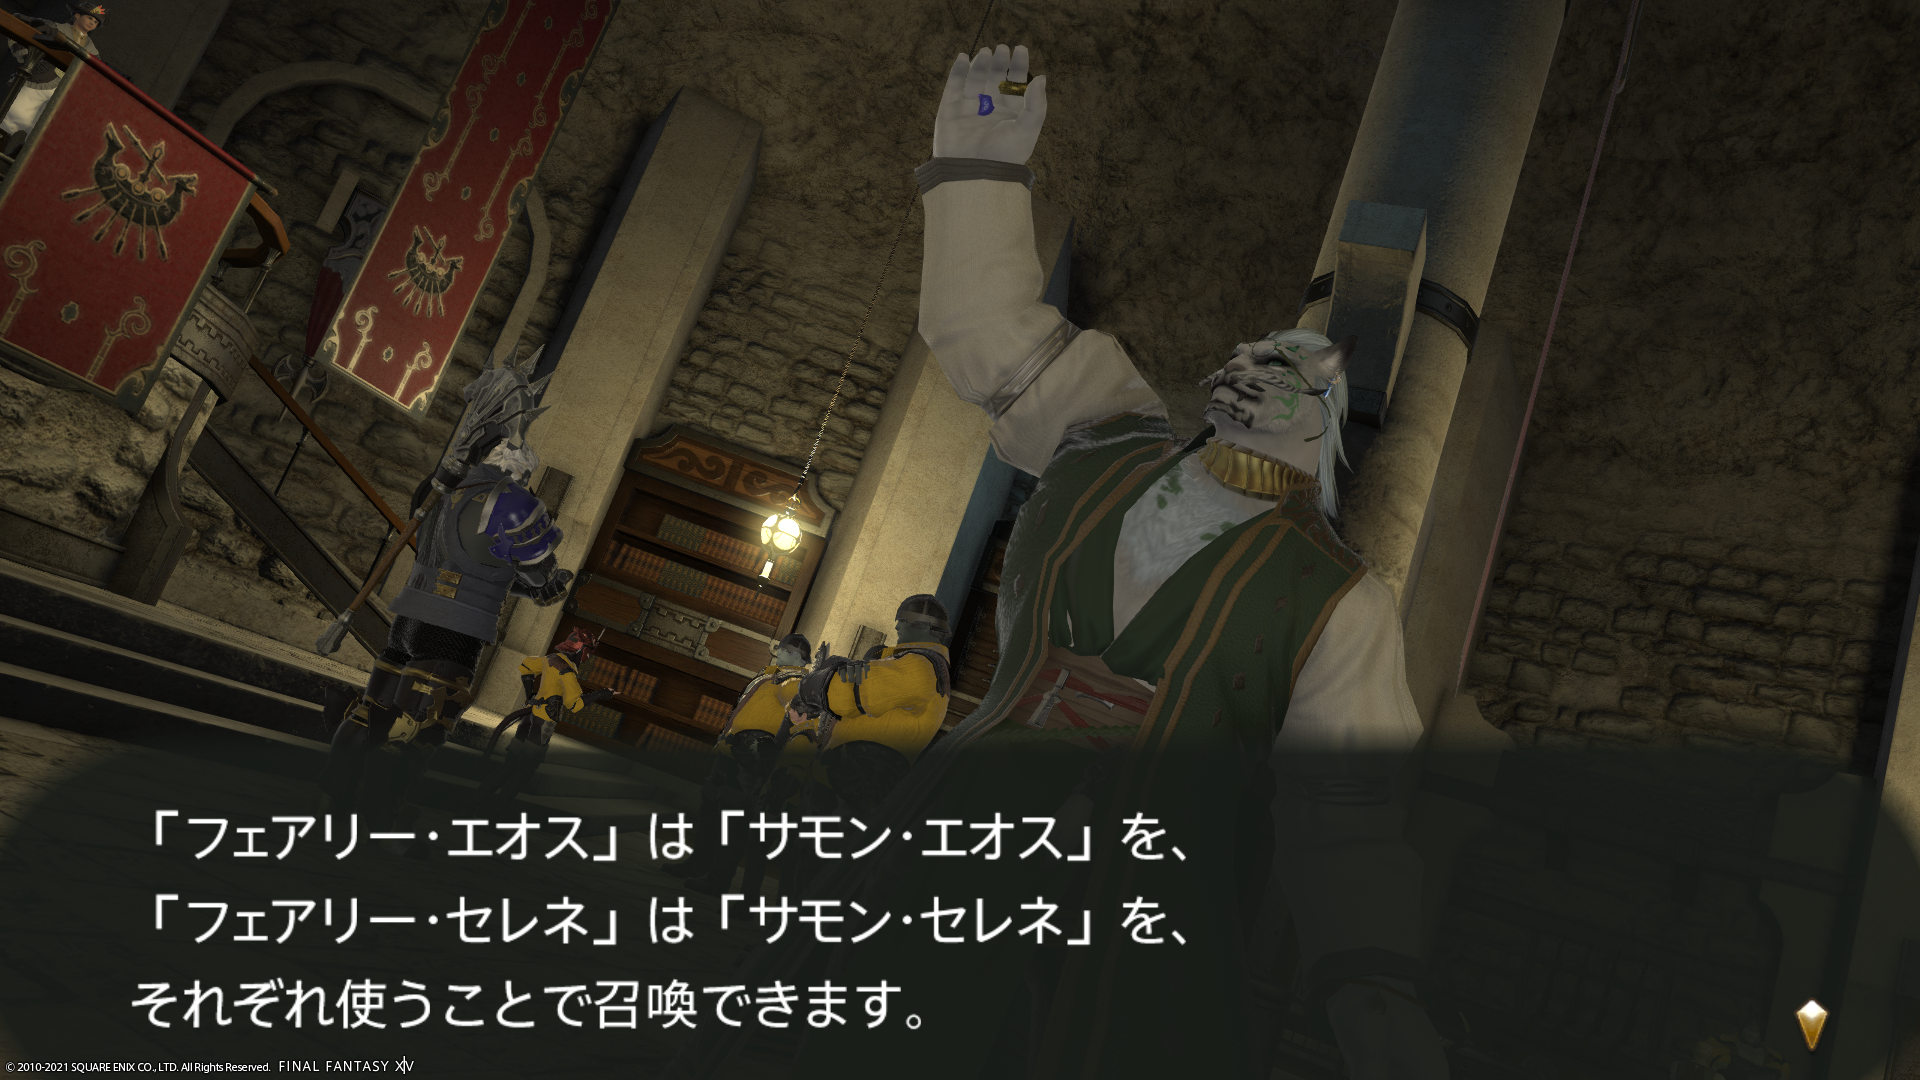 「フェアリー・エオス」は「サモン・エオス」を、
「フェアリー・セレネ」は「サモン・セレネ」を、
それぞれ使うことで召喚できます。
© 2010-2021 SQUARE ENIX CO., LTD. All Rights Reserved. FINAL FANTASY XIV